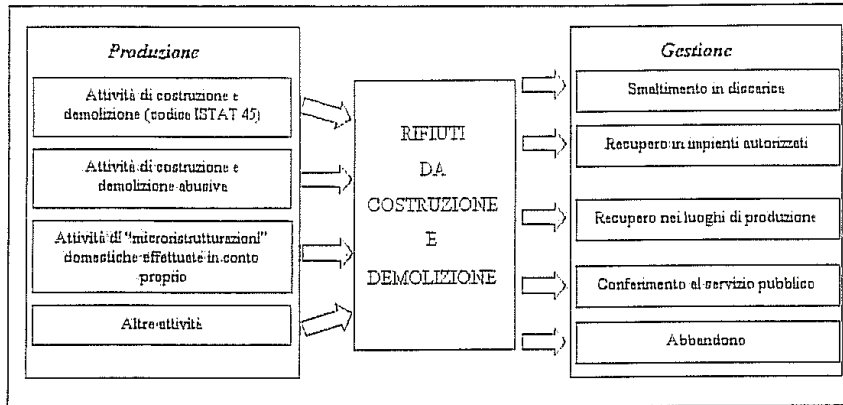 Produzione
Attività di costruzione e
demolizione (codice ISTAT 45)
Attività di costruzione e
demolizione abusiva
Attività di "microristrutturazioni"
domestiche effettuate in conto
proprio
Altre attività
RIFIUTI
DA
COSTRUZIONE
E
DEMOLIZIONE
Gestione
Smaltimento in discarica
Recupero in impianti autorizzati
Recupero nei luoghi di produzione
Conferimento al servizio pubblico
Abbandono